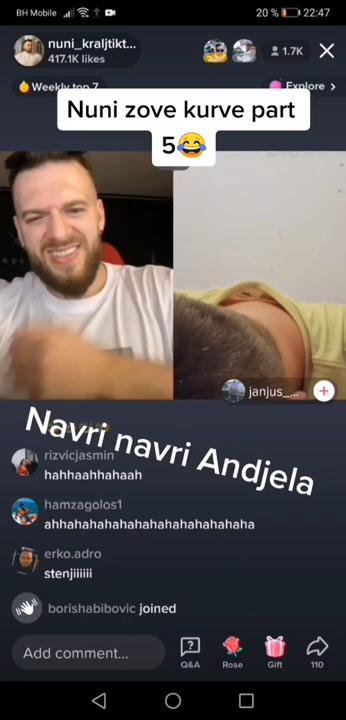 BH Mobile
20 % 22:47
nuni_kraljtikt...
417.1K likes
1.7K
Weekly top 7
Explore >
Nuni zove kurve part
5😂
janjus_...
Navri navri Andjela
rizvicjasmin
hahhaahhahaah
hamzagolos1
ahhahahahahahahahahahahaha
erko.adro
stenjiiiiii
borishabibovic joined
Add comment...
Q&A
Rose
Gift
110